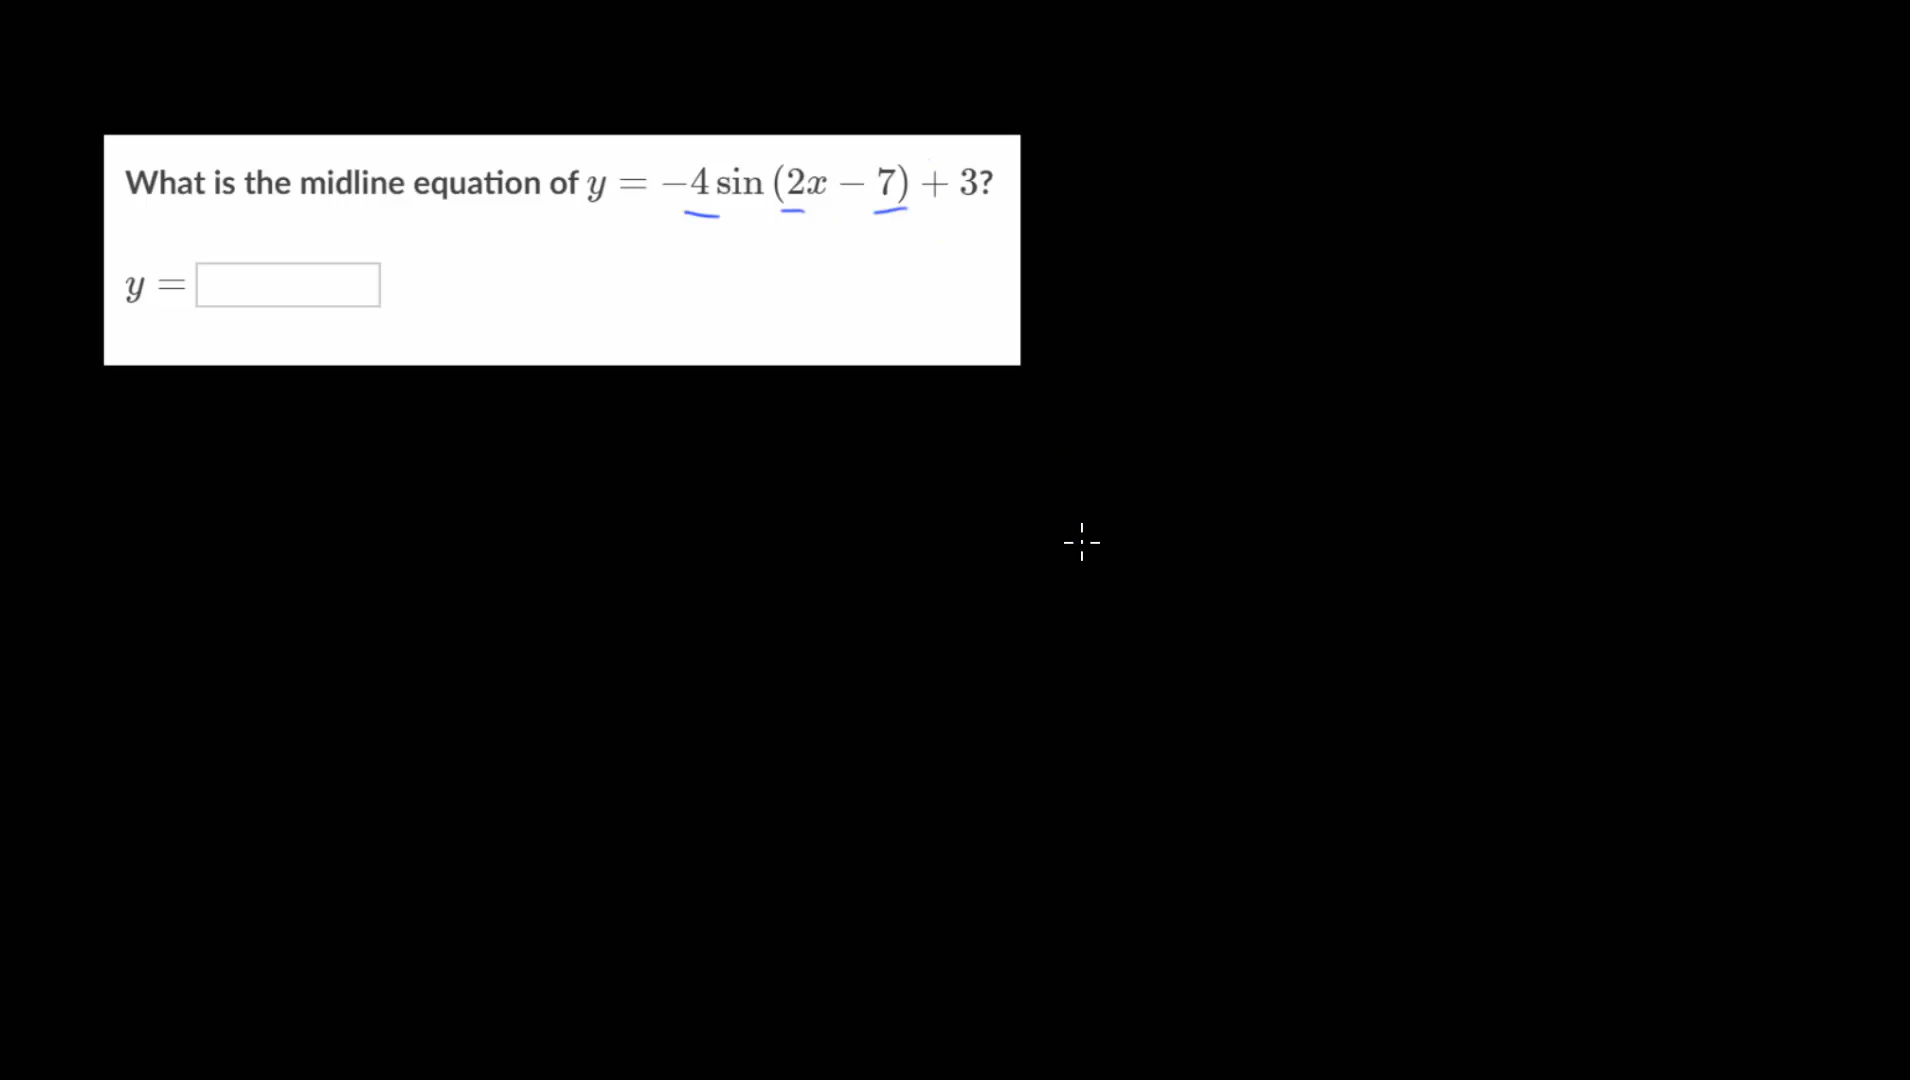 What is the midline equation of y = −4 sin (2x − 7) + 3?
y =